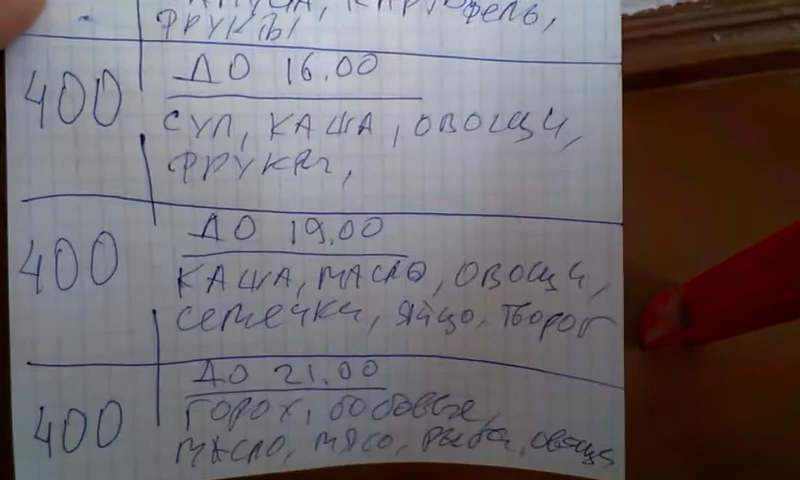 ФРУКТЫ
400
ДО 16.00
СУП, КАША, ОВОЩИ,
ФРУКТЫ,
400
ДО 19.00
КАША, МАСЛО, ОВОЩИ,
СЕМЕЧКИ, ЯЙЦО, ТВОРОГ
400
ДО 21.00
ГОРОХ, БОБОВЫЕ,
МАСЛО, МЯСО, РЫБА, ОВОЩИ